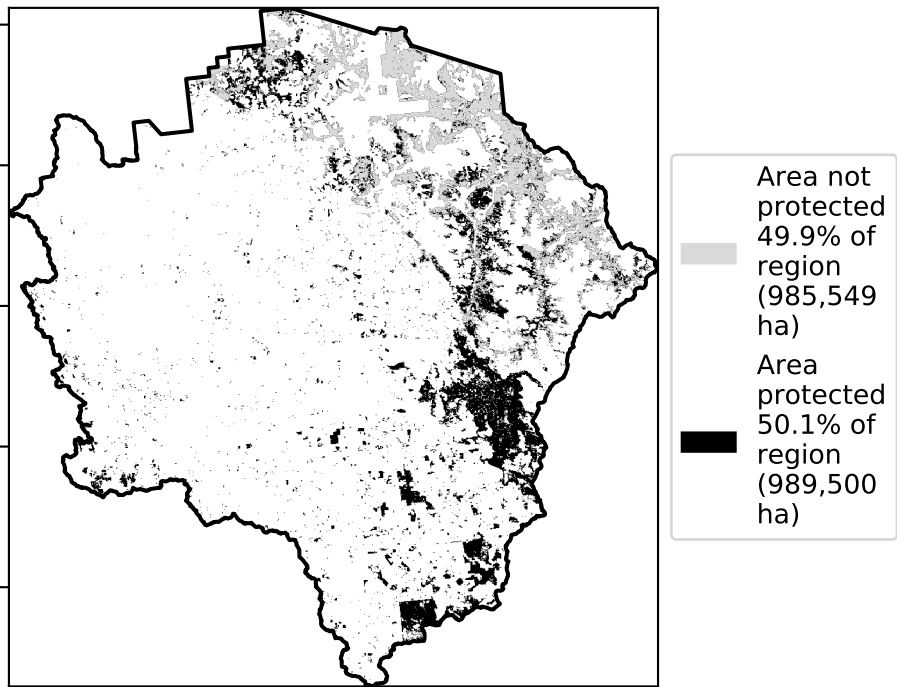 Area not
protected
49.9% of
region
(985,549
ha)
Area
protected
50.1% of
region
(989,500
ha)